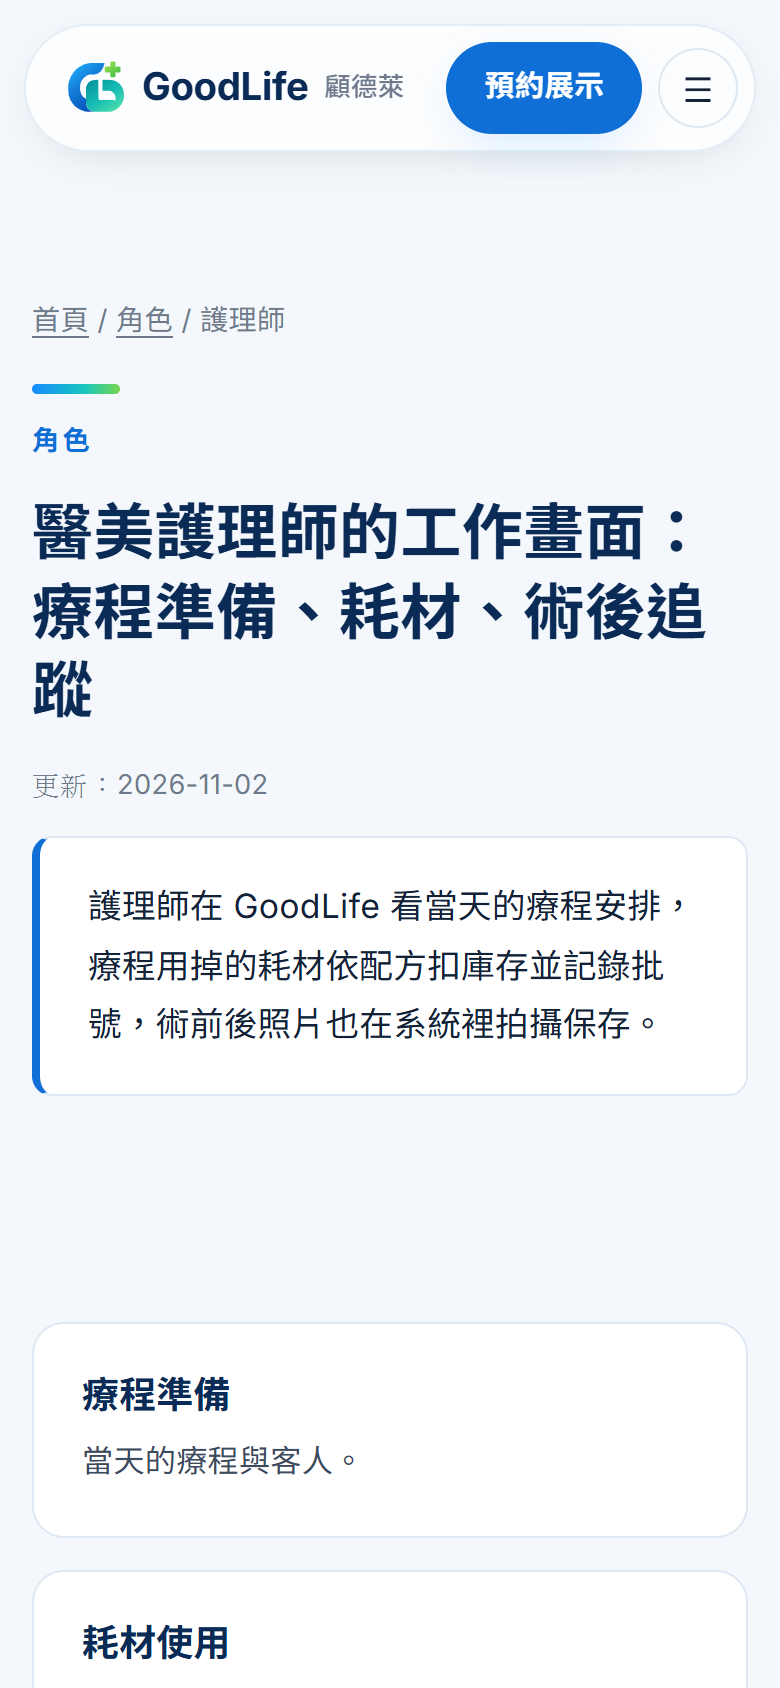 GoodLife 顧德萊 預約展示
首頁 / 角色 / 護理師
角色
醫美護理師的工作畫面：
療程準備、耗材、術後追
蹤
更新：2026-11-02
護理師在 GoodLife 看當天的療程安排，
療程用掉的耗材依配方扣庫存並記錄批
號，術前後照片也在系統裡拍攝保存。
療程準備
當天的療程與客人。
耗材使用